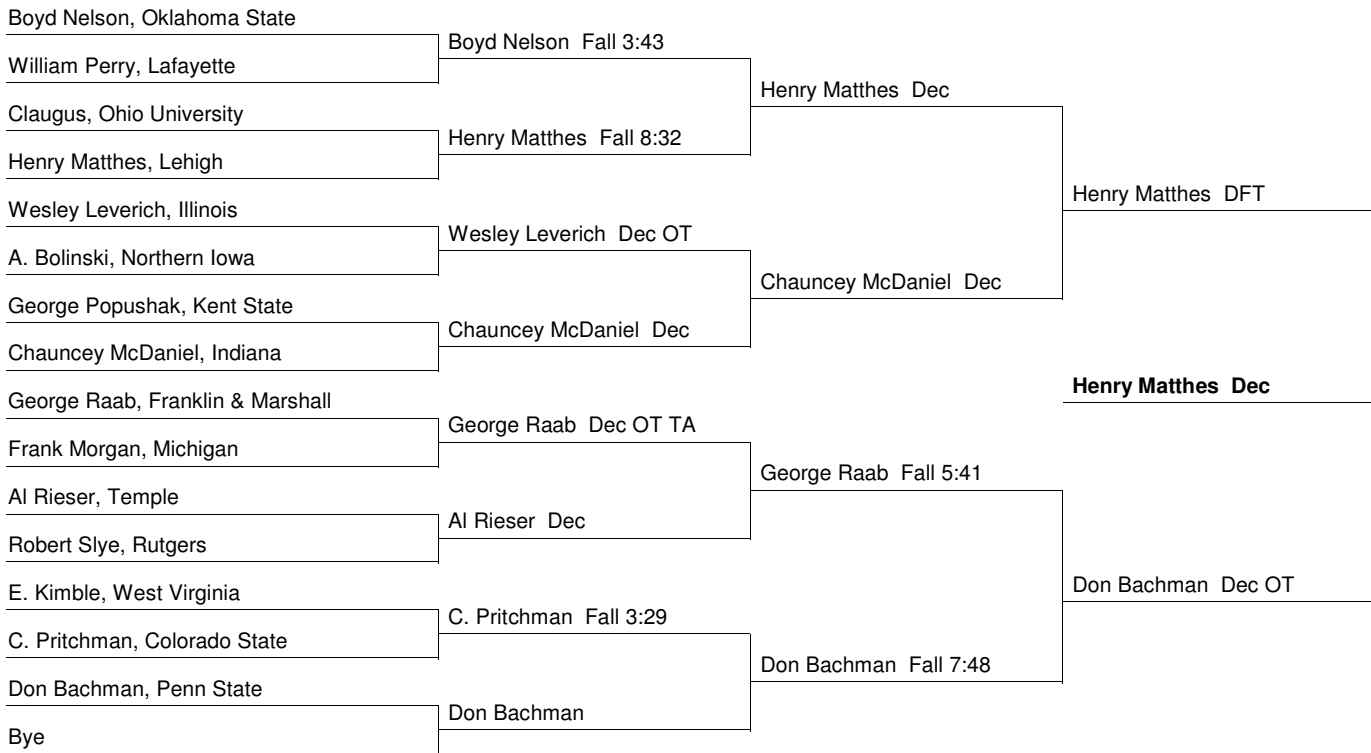 Boyd Nelson, Oklahoma State
Boyd Nelson  Fall 3:43
William Perry, Lafayette
Henry Matthes  Dec
Claugus, Ohio University
Henry Matthes  Fall 8:32
Henry Matthes, Lehigh
Henry Matthes  DFT
Wesley Leverich, Illinois
Wesley Leverich  Dec OT
A. Bolinski, Northern Iowa
Chauncey McDaniel  Dec
George Popushak, Kent State
Chauncey McDaniel  Dec
Chauncey McDaniel, Indiana
Henry Matthes  Dec
George Raab, Franklin & Marshall
George Raab  Dec OT TA
Frank Morgan, Michigan
George Raab  Fall 5:41
Al Rieser, Temple
Al Rieser  Dec
Robert Slye, Rutgers
Don Bachman  Dec OT
E. Kimble, West Virginia
C. Pritchman  Fall 3:29
C. Pritchman, Colorado State
Don Bachman  Fall 7:48
Don Bachman, Penn State
Don Bachman
Bye